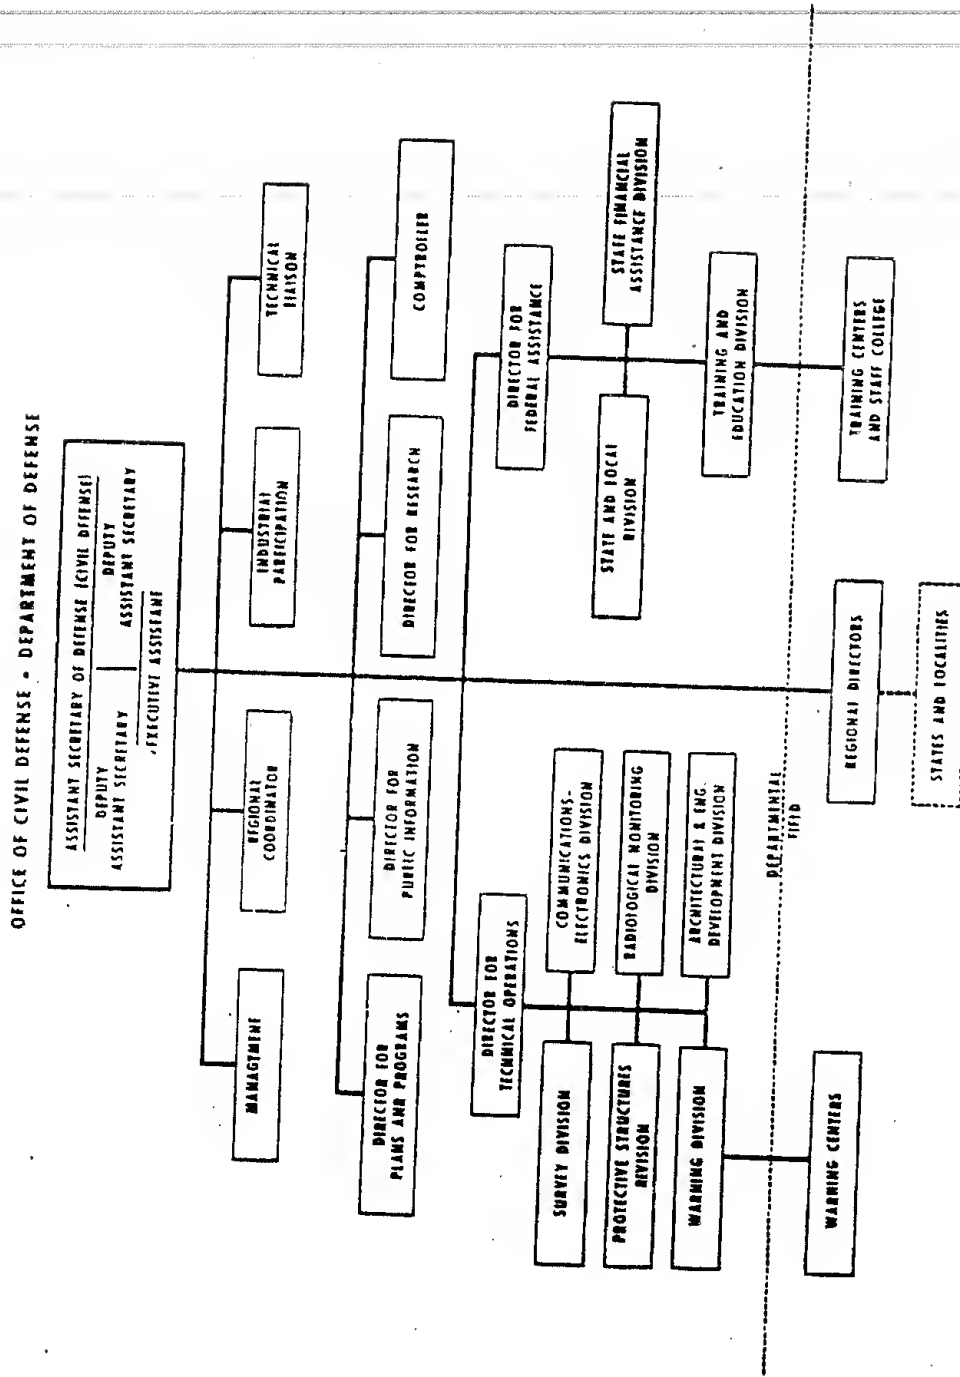 OFFICE OF CIVIL DEFENSE - DEPARTMENT OF DEFENSE
ASSISTANT SECRETARY OF DEFENSE (CIVIL DEFENSE)
DEPUTY
ASSISTANT SECRETARY
DEPUTY
ASSISTANT SECRETARY
EXECUTIVE ASSISTANT
MANAGTMENT
REGIONAL
COORDINATOR
INDUSTRIAL
PARTICIPATION
TECHNICAL
LIAISON
DIRECTOR FOR
PLANS AND PROGRAMS
DIRECTOR FOR
PUBLIC INFORMATION
DIRECTOR FOR RESEARCH
COMPTROLLER
DIRECTOR FOR
TECHNICAL OPERATIONS
DIRECTOR FOR
FEDERAL ASSISTANCE
SURVEY DIVISION
COMMUNICATIONS-
ELECTRONICS DIVISION
STATE AND LOCAL
DIVISION
STAFF FINANCIAL
ASSISTANCE DIVISION
PROTECTIVE STRUCTURES
REVISION
RADIOLOGICAL MONITORING
DIVISION
WARNING DIVISION
ARCHITECTURAL & ENG.
DEVELOPMENT DIVISION
TRAINING AND
EDUCATION DIVISION
DEPARTMENTAL
FIELD
WARNING CENTERS
REGIONAL DIRECTORS
TRAINING CENTERS
AND STAFF COLLEGE
STATES AND LOCALITIES